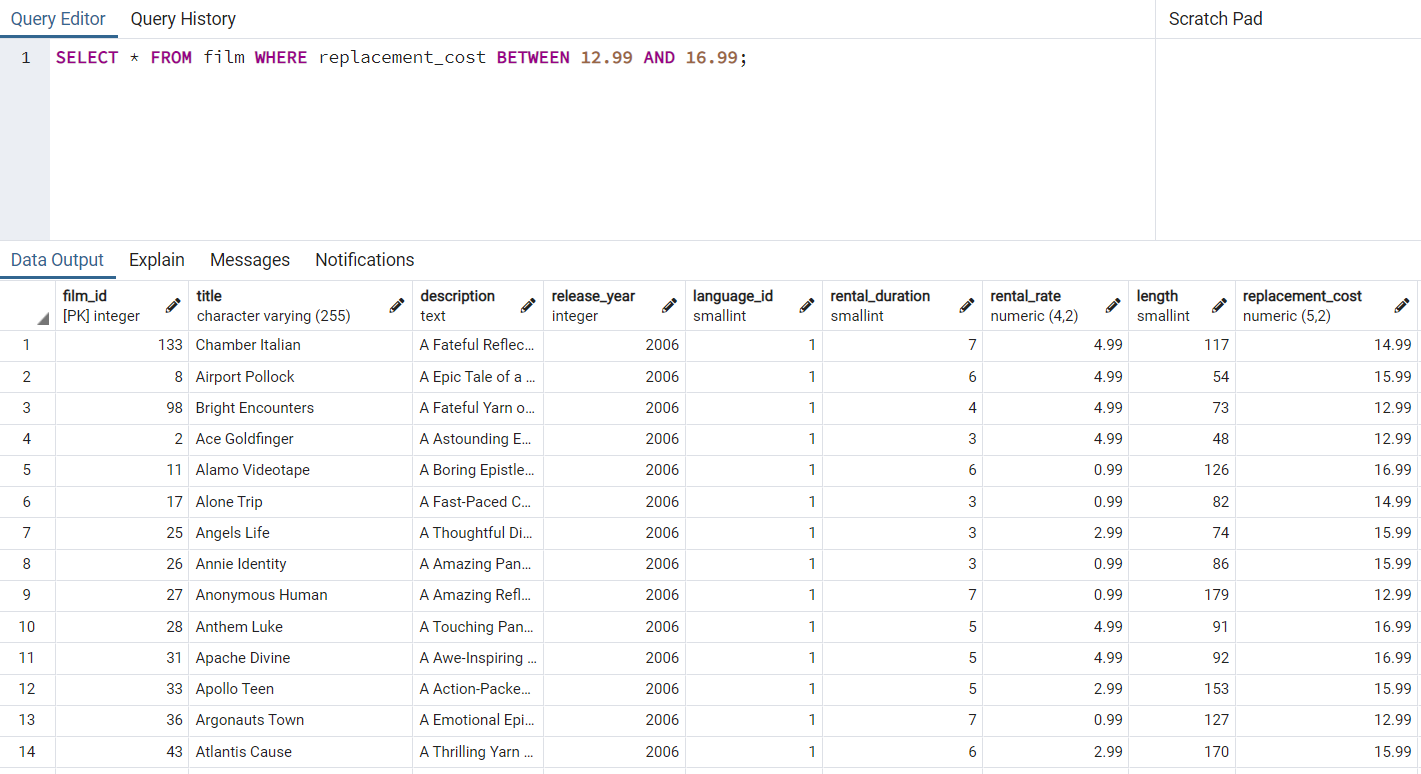 Query Editor Query History Scratch Pad
1 SELECT * FROM film WHERE replacement_cost BETWEEN 12.99 AND 16.99;
Data Output Explain Messages Notifications
film_id title description release_year language_id rental_duration rental_rate length replacement_cost
[PK] integer character varying (255) text integer smallint smallint numeric (4,2) smallint numeric (5,2)
1 133 Chamber Italian A Fateful Reflec... 2006 1 7 4.99 117 14.99
2 8 Airport Pollock A Epic Tale of a ... 2006 1 6 4.99 54 15.99
3 98 Bright Encounters A Fateful Yarn o... 2006 1 4 4.99 73 12.99
4 2 Ace Goldfinger A Astounding E... 2006 1 3 4.99 48 12.99
5 11 Alamo Videotape A Boring Epistle... 2006 1 6 0.99 126 16.99
6 17 Alone Trip A Fast-Paced C... 2006 1 3 0.99 82 14.99
7 25 Angels Life A Thoughtful Di... 2006 1 3 2.99 74 15.99
8 26 Annie Identity A Amazing Pan... 2006 1 3 0.99 86 15.99
9 27 Anonymous Human A Amazing Refl... 2006 1 7 0.99 179 12.99
10 28 Anthem Luke A Touching Pan... 2006 1 5 4.99 91 16.99
11 31 Apache Divine A Awe-Inspiring ... 2006 1 5 4.99 92 16.99
12 33 Apollo Teen A Action-Packe... 2006 1 5 2.99 153 15.99
13 36 Argonauts Town A Emotional Epi... 2006 1 7 0.99 127 12.99
14 43 Atlantis Cause A Thrilling Yarn ... 2006 1 6 2.99 170 15.99